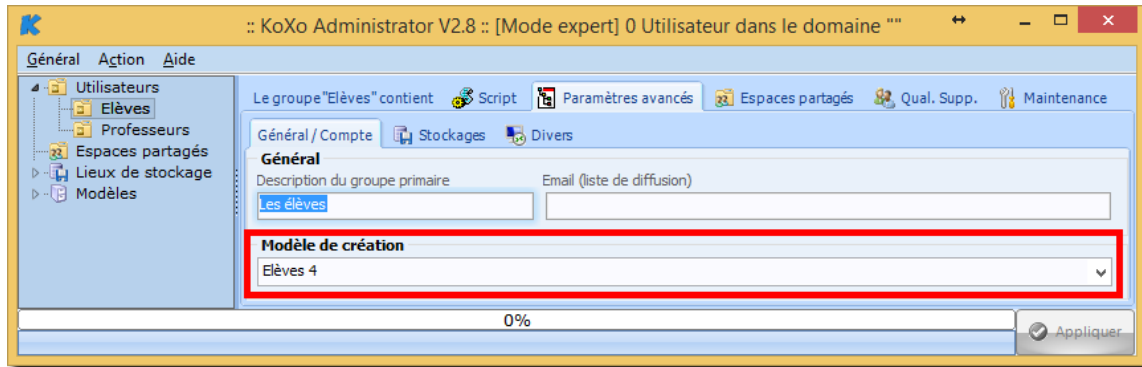 K :: KoXo Administrator V2.8 :: [Mode expert] 0 Utilisateur dans le domaine ""
Général Action Aide
Utilisateurs
Elèves
Professeurs
Espaces partagés
Lieux de stockage
Modèles
Le groupe "Elèves" contient Script Paramètres avancés Espaces partagés Qual. Supp. Maintenance
Général / Compte Stockages Divers
Général
Description du groupe primaire Email (liste de diffusion)
Les élèves
Modèle de création
Elèves 4
0%
Appliquer